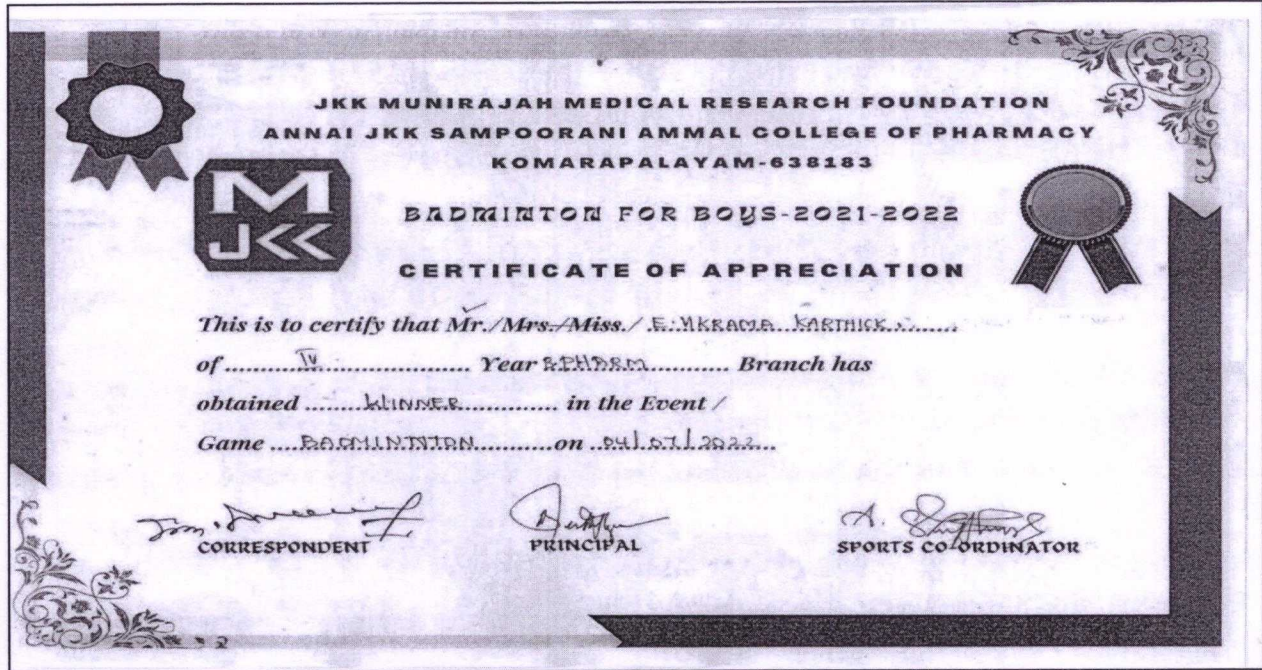 JKK MUNIRAJAH MEDICAL RESEARCH FOUNDATION
ANNAI JKK SAMPOORANI AMMAL COLLEGE OF PHARMACY
KOMARAPALAYAM-638183
M
JKK
BADMINTON FOR BOYS-2021-2022
CERTIFICATE OF APPRECIATION
This is to certify that Mr./Mrs./Miss./ E. VIKRAMA KARTHICK
of ............IV...................... Year B.PHARM............ Branch has
obtained ........WINNER................ in the Event /
Game .....BADMINTNTON............on ..04/07/2022....
CORRESPONDENT
PRINCIPAL
SPORTS CO-ORDINATOR